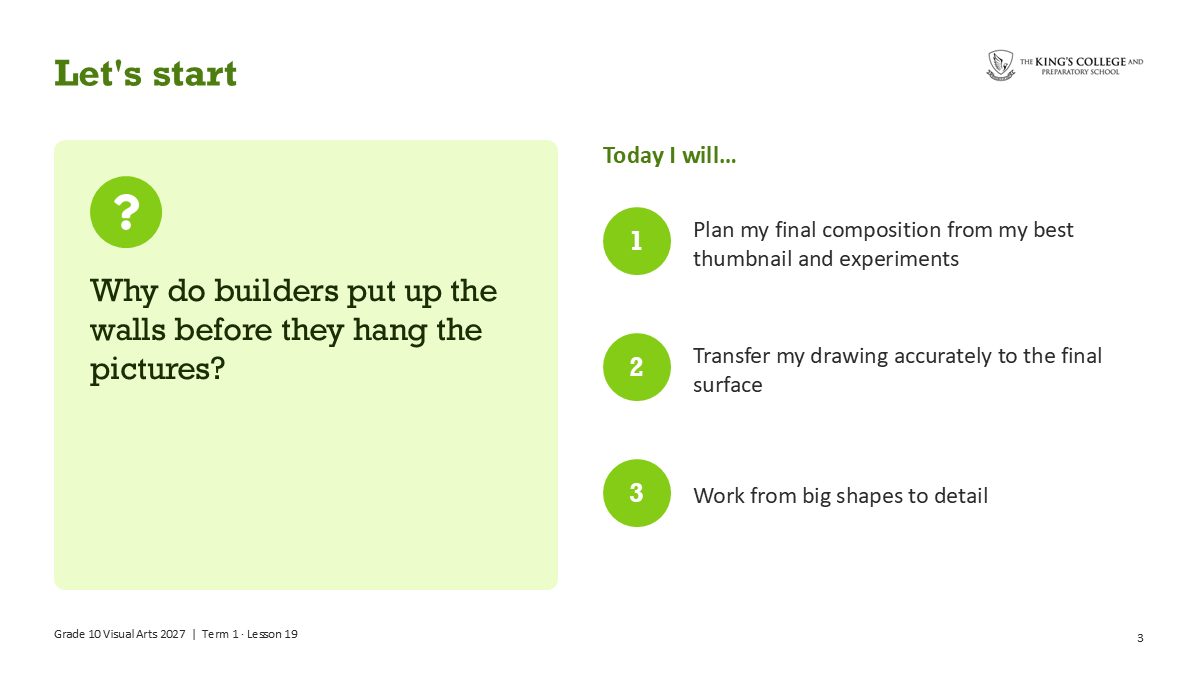 Let's start
THE KING'S COLLEGE AND
PREPARATORY SCHOOL
?
Why do builders put up the
walls before they hang the
pictures?
Today I will...
1
Plan my final composition from my best
thumbnail and experiments
2
Transfer my drawing accurately to the final
surface
3
Work from big shapes to detail
Grade 10 Visual Arts 2027 | Term 1 · Lesson 19
3